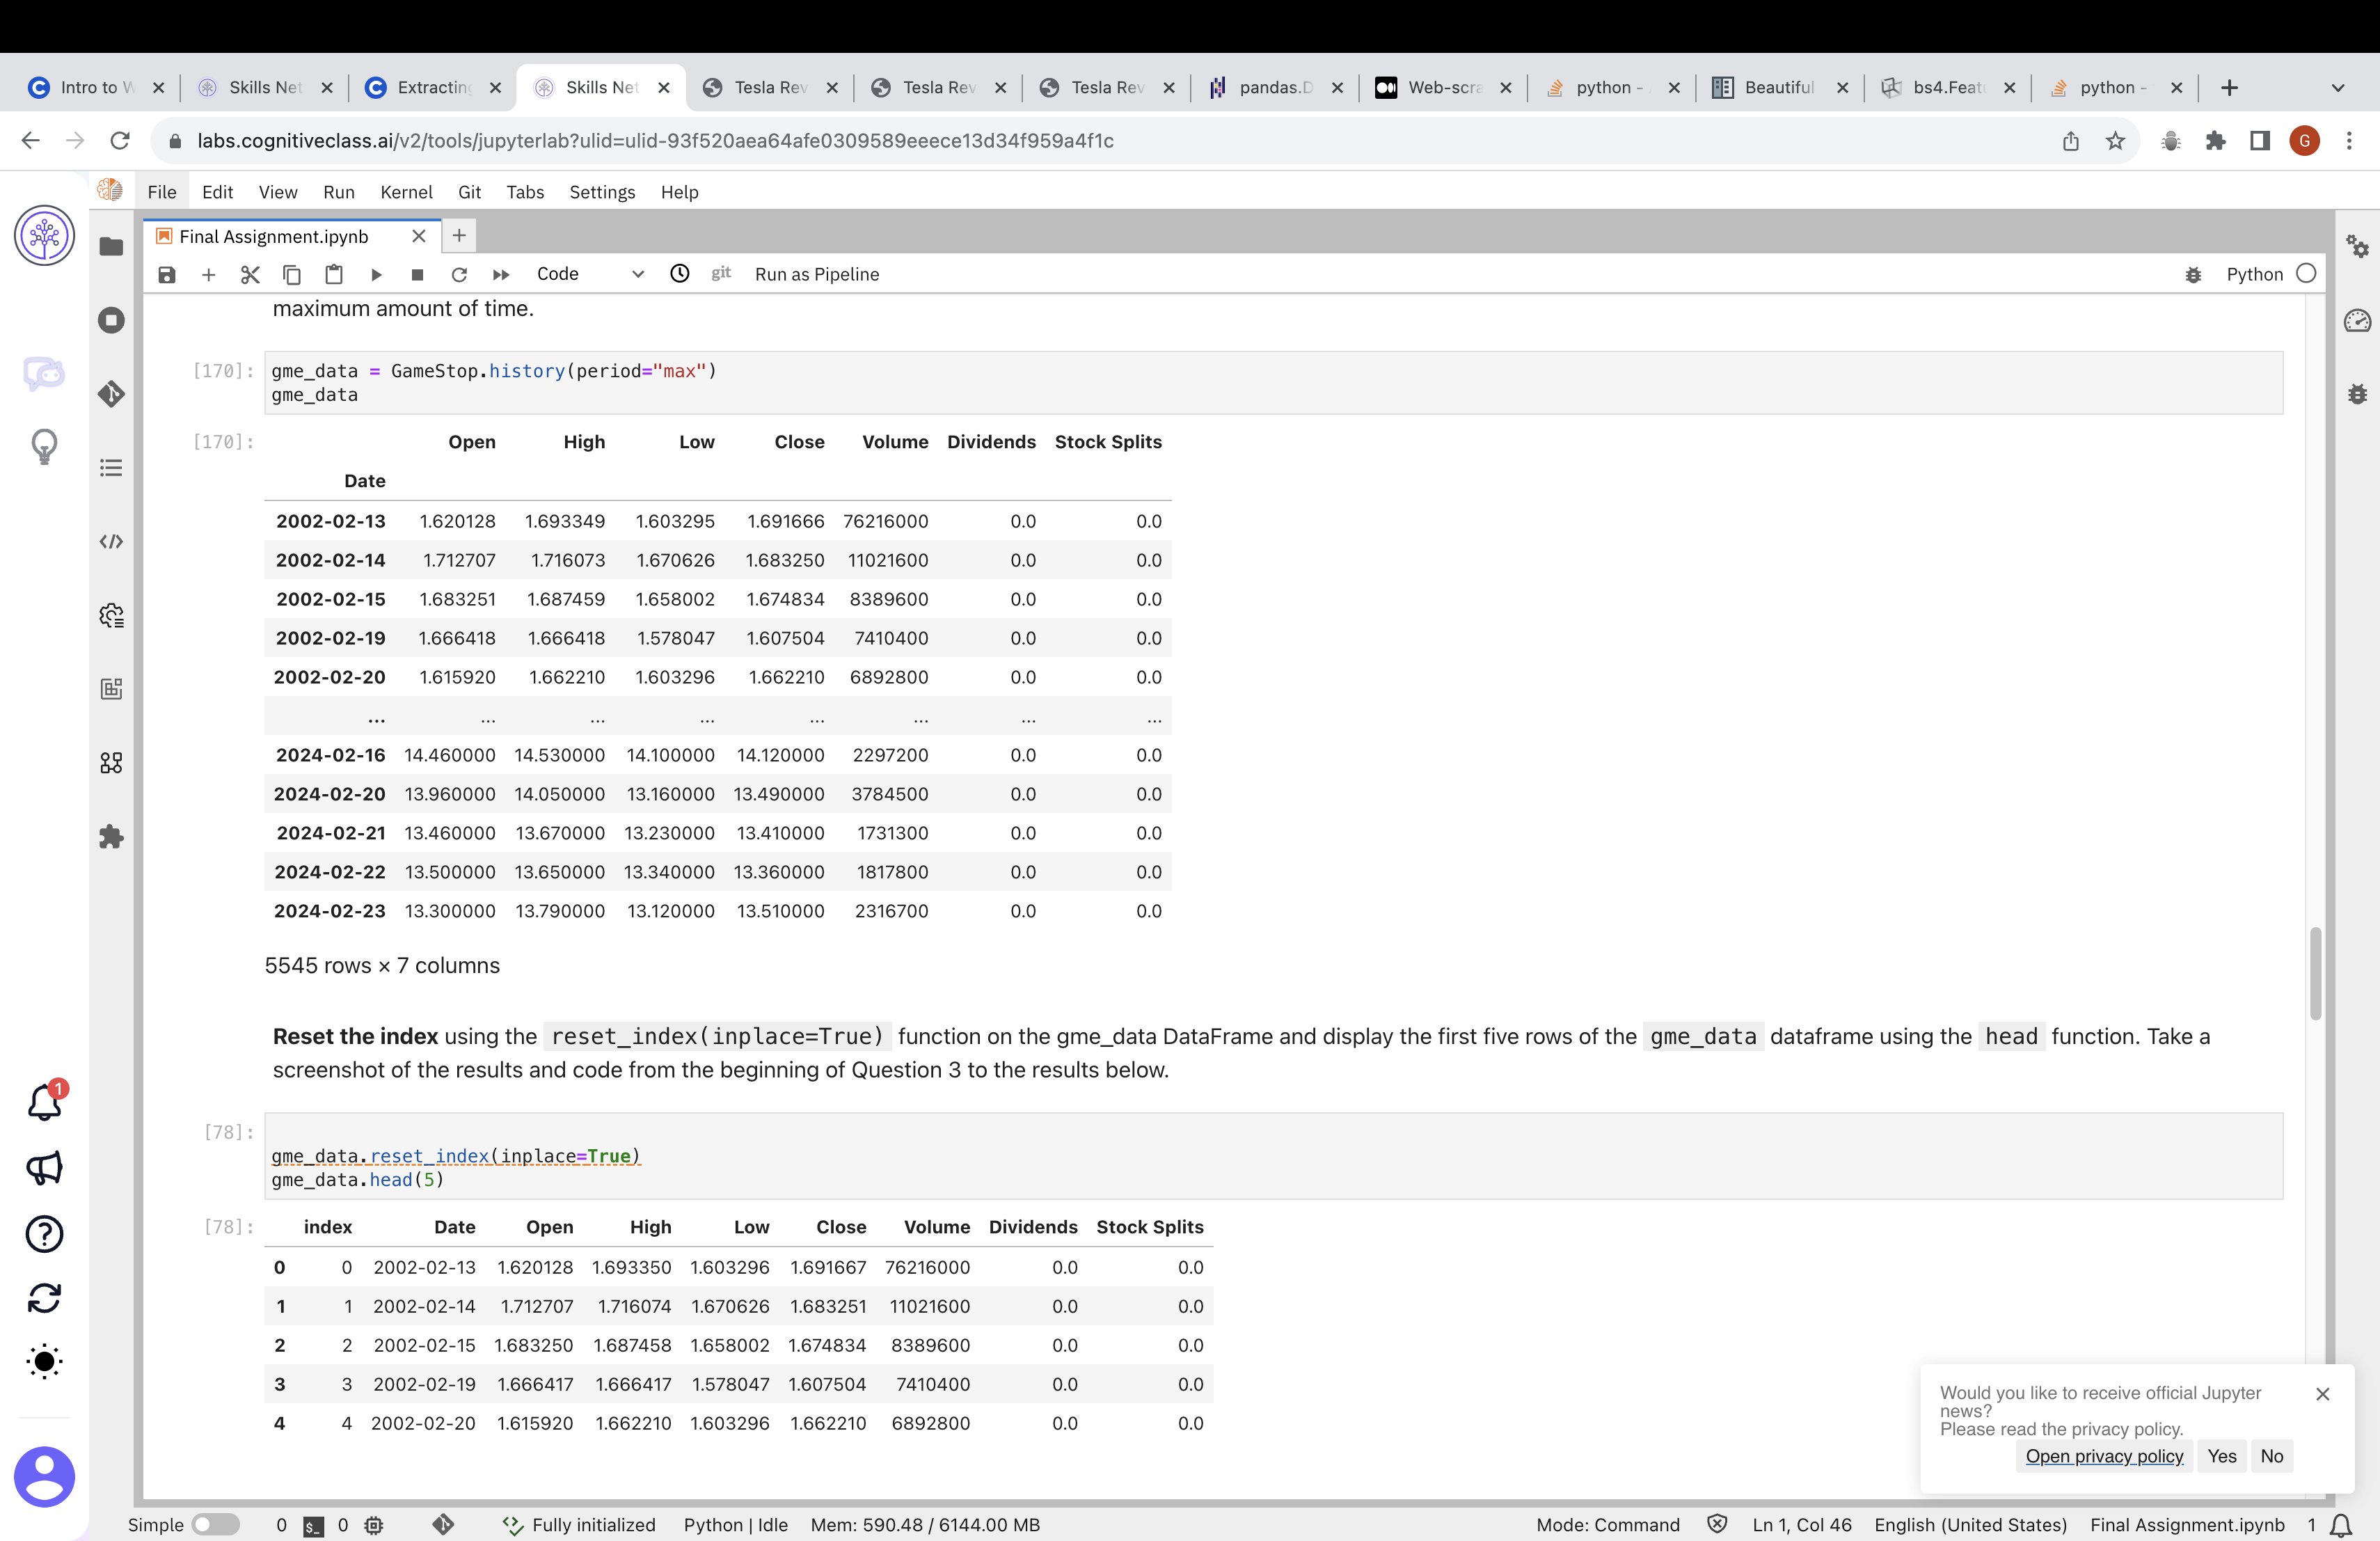 Intro to W
Skills Net
Extracting
Skills Net
Tesla Rev
Tesla Rev
Tesla Rev
pandas.D
Web-scra
python -
Beautiful
bs4.Feat
python -
labs.cognitiveclass.ai/v2/tools/jupyterlab?ulid=ulid-93f520aea64afe0309589eeece13d34f959a4f1c
G
File Edit View Run Kernel Git Tabs Settings Help
Final Assignment.ipynb
Code git Run as Pipeline Python
maximum amount of time.
[170]: gme_data = GameStop.history(period="max")
gme_data
[170]: Open High Low Close Volume Dividends Stock Splits
Date
2002-02-13 1.620128 1.693349 1.603295 1.691666 76216000 0.0 0.0
2002-02-14 1.712707 1.716073 1.670626 1.683250 11021600 0.0 0.0
2002-02-15 1.683251 1.687459 1.658002 1.674834 8389600 0.0 0.0
2002-02-19 1.666418 1.666418 1.578047 1.607504 7410400 0.0 0.0
2002-02-20 1.615920 1.662210 1.603296 1.662210 6892800 0.0 0.0
... ... ... ... ... ... ... ...
2024-02-16 14.460000 14.530000 14.100000 14.120000 2297200 0.0 0.0
2024-02-20 13.960000 14.050000 13.160000 13.490000 3784500 0.0 0.0
2024-02-21 13.460000 13.670000 13.230000 13.410000 1731300 0.0 0.0
2024-02-22 13.500000 13.650000 13.340000 13.360000 1817800 0.0 0.0
2024-02-23 13.300000 13.790000 13.120000 13.510000 2316700 0.0 0.0
5545 rows × 7 columns
Reset the index using the reset_index(inplace=True) function on the gme_data DataFrame and display the first five rows of the gme_data dataframe using the head function. Take a
screenshot of the results and code from the beginning of Question 3 to the results below.
[78]:
gme_data.reset_index(inplace=True)
gme_data.head(5)
[78]: index Date Open High Low Close Volume Dividends Stock Splits
0 0 2002-02-13 1.620128 1.693350 1.603296 1.691667 76216000 0.0 0.0
1 1 2002-02-14 1.712707 1.716074 1.670626 1.683251 11021600 0.0 0.0
2 2 2002-02-15 1.683250 1.687458 1.658002 1.674834 8389600 0.0 0.0
3 3 2002-02-19 1.666417 1.666417 1.578047 1.607504 7410400 0.0 0.0
4 4 2002-02-20 1.615920 1.662210 1.603296 1.662210 6892800 0.0 0.0
1
Would you like to receive official Jupyter
news?
Please read the privacy policy.
Open privacy policy Yes No
Simple 0 $_ 0 Fully initialized Python | Idle Mem: 590.48 / 6144.00 MB Mode: Command Ln 1, Col 46 English (United States) Final Assignment.ipynb 1